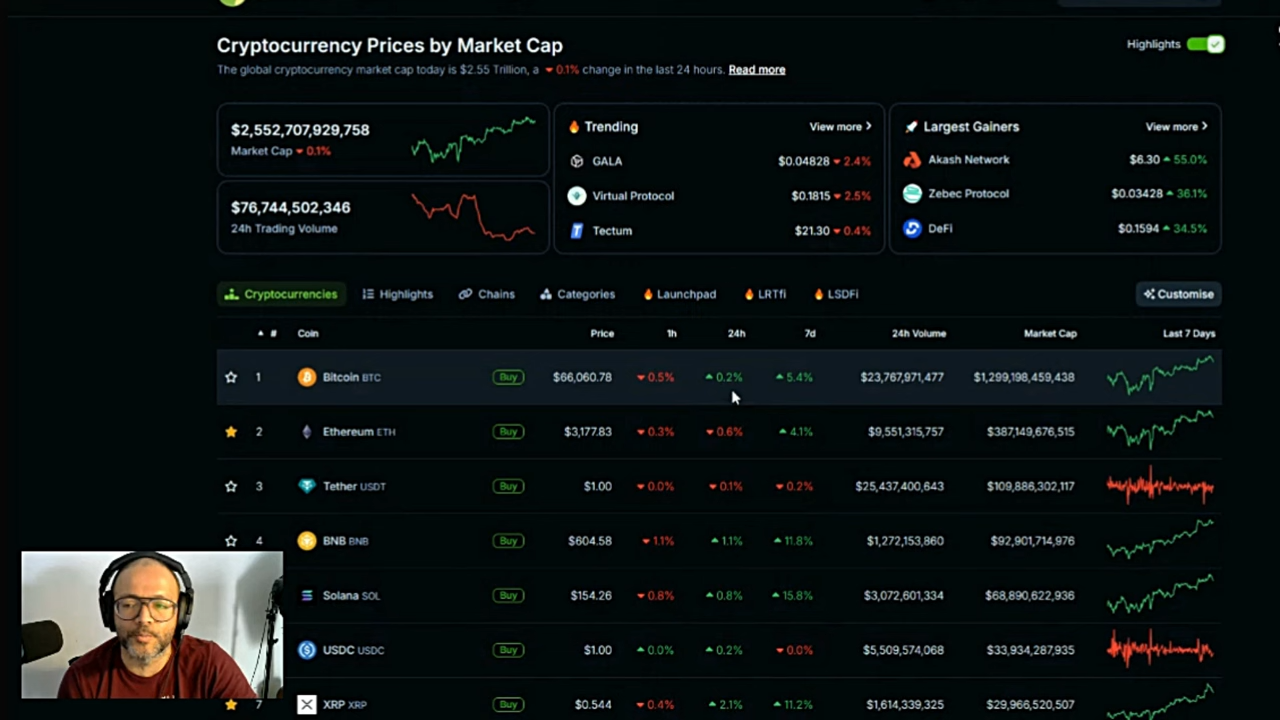 Cryptocurrency Prices by Market Cap
Highlights
The global cryptocurrency market cap today is $2.55 Trillion, a 0.1% change in the last 24 hours. Read more
$2,552,707,929,758
Market Cap 0.1%
$76,744,502,346
24h Trading Volume
Trending View more
GALA $0.04828 2.4%
Virtual Protocol $0.1815 2.5%
Tectum $21.30 0.4%
Largest Gainers View more
Akash Network $6.30 55.0%
Zebec Protocol $0.03428 36.1%
DeFi $0.1594 34.5%
Cryptocurrencies Highlights Chains Categories Launchpad LRTfi LSDFi Customise
# Coin Price 1h 24h 7d 24h Volume Market Cap Last 7 Days
1 Bitcoin BTC Buy $66,060.78 0.5% 0.2% 5.4% $23,767,971,477 $1,299,198,459,438
2 Ethereum ETH Buy $3,177.83 0.3% 0.6% 4.1% $9,551,315,757 $387,149,676,515
3 Tether USDT Buy $1.00 0.0% 0.1% 0.2% $25,437,400,643 $109,886,302,117
4 BNB BNB Buy $604.58 1.1% 1.1% 11.8% $1,272,153,860 $92,901,714,976
Solana SOL Buy $154.26 0.8% 0.8% 15.8% $3,072,601,334 $68,890,622,936
USDC USDC Buy $1.00 0.0% 0.2% 0.0% $5,509,574,068 $33,934,287,935
7 XRP XRP Buy $0.544 0.4% 2.1% 11.2% $1,614,339,325 $29,966,520,507